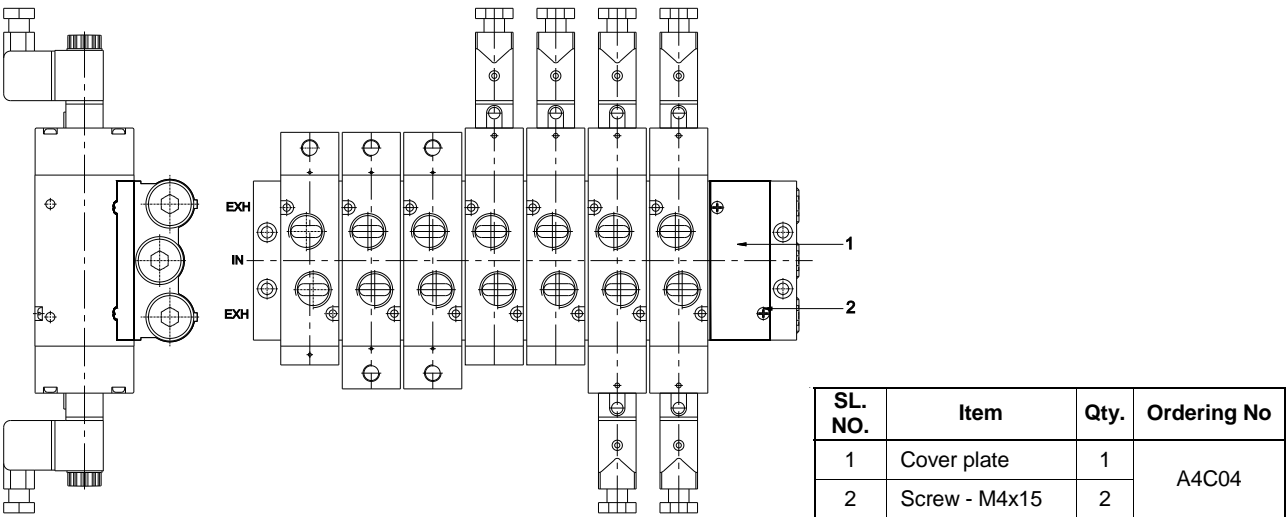 EXH
IN
EXH
1
2
SL. NO. Item Qty. Ordering No
1 Cover plate 1 A4C04
2 Screw - M4x15 2